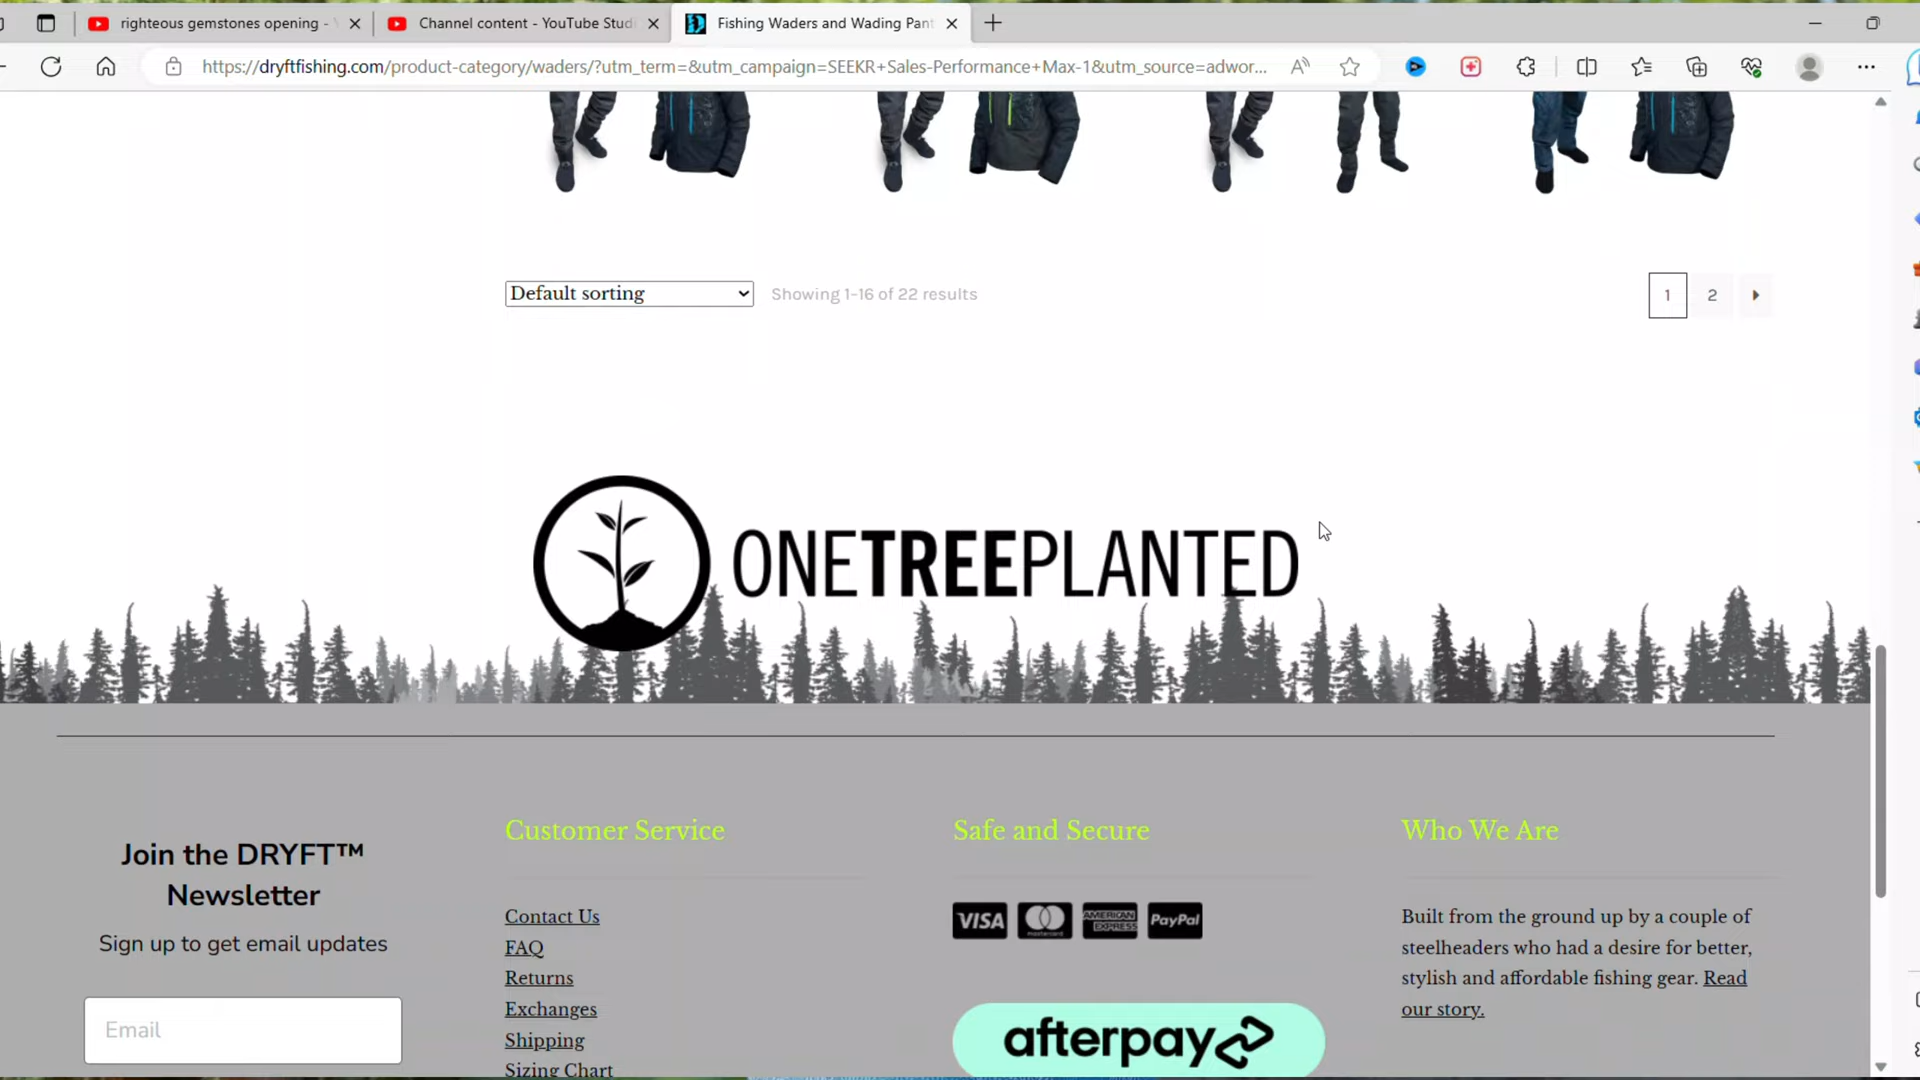 righteous gemstones opening -
Channel content - YouTube Stud
Fishing Waders and Wading Pant
https://dryftfishing.com/product-category/waders/?utm_term=&utm_campaign=SEEKR+Sales-Performance+Max-1&utm_source=adwor...
Default sorting
Showing 1-16 of 22 results
1 2
ONETREEPLANTED
Join the DRYFT™
Newsletter
Sign up to get email updates
Email
Customer Service
Contact Us
FAQ
Returns
Exchanges
Shipping
Sizing Chart
Safe and Secure
VISA mastercard AMERICAN EXPRESS PayPal
afterpay
Who We Are
Built from the ground up by a couple of
steelheaders who had a desire for better,
stylish and affordable fishing gear. Read
our story.